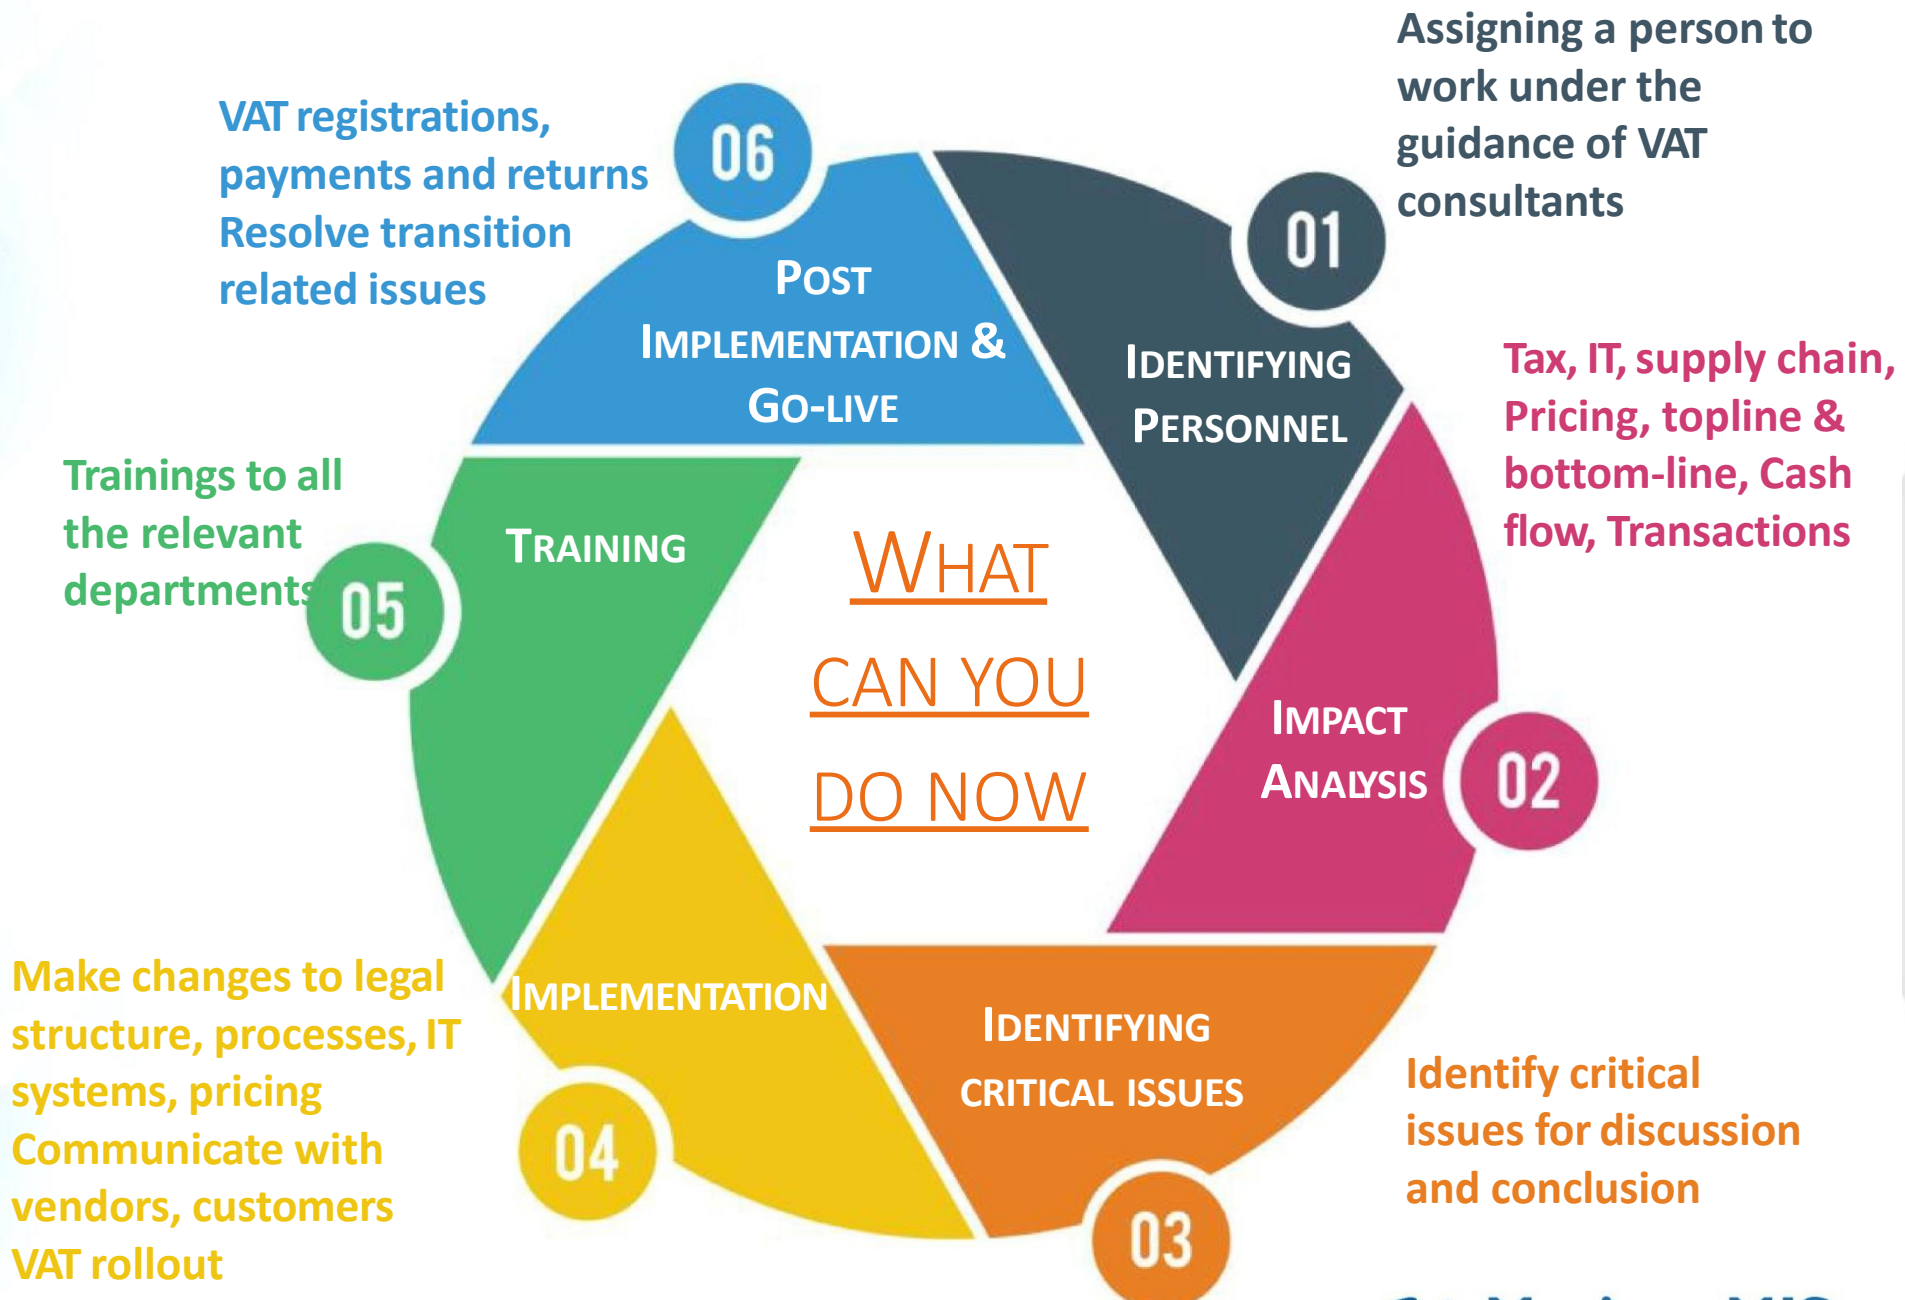 Assigning a person to
work under the
guidance of VAT
consultants
01
IDENTIFYING
PERSONNEL
Tax, IT, supply chain,
Pricing, topline &
bottom-line, Cash
flow, Transactions
IMPACT
ANALYSIS
02
IDENTIFYING
CRITICAL ISSUES
03
Identify critical
issues for discussion
and conclusion
IMPLEMENTATION
04
Make changes to legal
structure, processes, IT
systems, pricing
Communicate with
vendors, customers
VAT rollout
Trainings to all
the relevant
departments
05
TRAINING
VAT registrations,
payments and returns
Resolve transition
related issues
06
POST
IMPLEMENTATION &
GO-LIVE
WHAT
CAN YOU
DO NOW